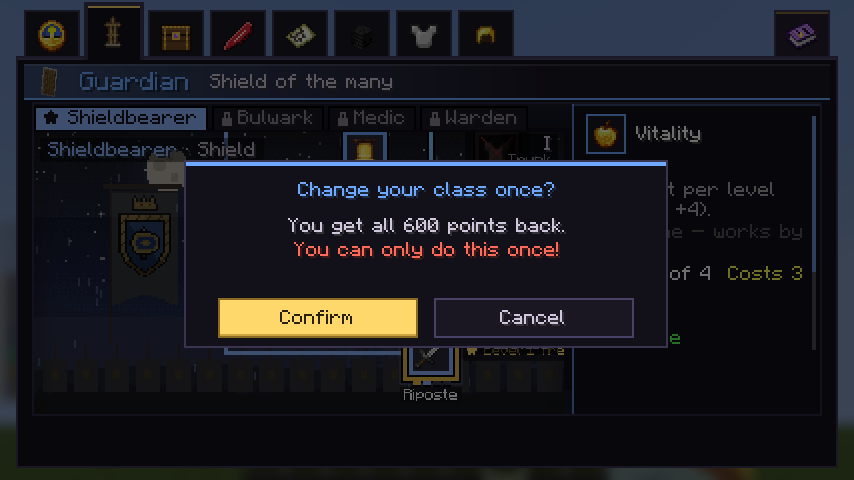 Guardian Shield of the many
Shieldbearer Bulwark Medic Warden
Shieldbearer · Shield
I
Vitality
Change your class once?
You get all 600 points back.
You can only do this once!
Confirm Cancel
t per level
+4).
— works by
of 4 Costs 3
Riposte